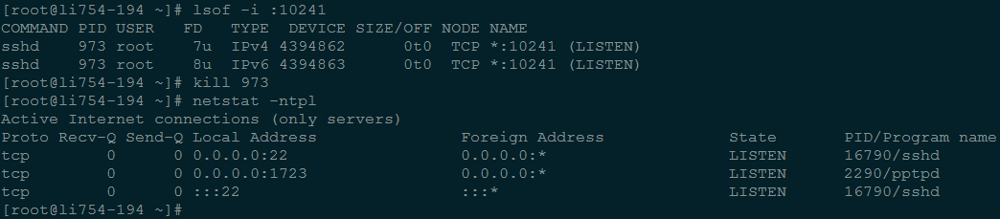 [root@li754-194 ~]# lsof -i :10241
COMMAND PID USER   FD   TYPE  DEVICE SIZE/OFF NODE NAME
sshd    973 root    7u  IPv4 4394862      0t0  TCP *:10241 (LISTEN)
sshd    973 root    8u  IPv6 4394863      0t0  TCP *:10241 (LISTEN)
[root@li754-194 ~]# kill 973
[root@li754-194 ~]# netstat -ntpl
Active Internet connections (only servers)
Proto Recv-Q Send-Q Local Address               Foreign Address             State       PID/Program name
tcp        0      0 0.0.0.0:22                  0.0.0.0:*                   LISTEN      16790/sshd
tcp        0      0 0.0.0.0:1723                0.0.0.0:*                   LISTEN      2290/pptpd
tcp        0      0 :::22                       :::*                        LISTEN      16790/sshd
[root@li754-194 ~]#